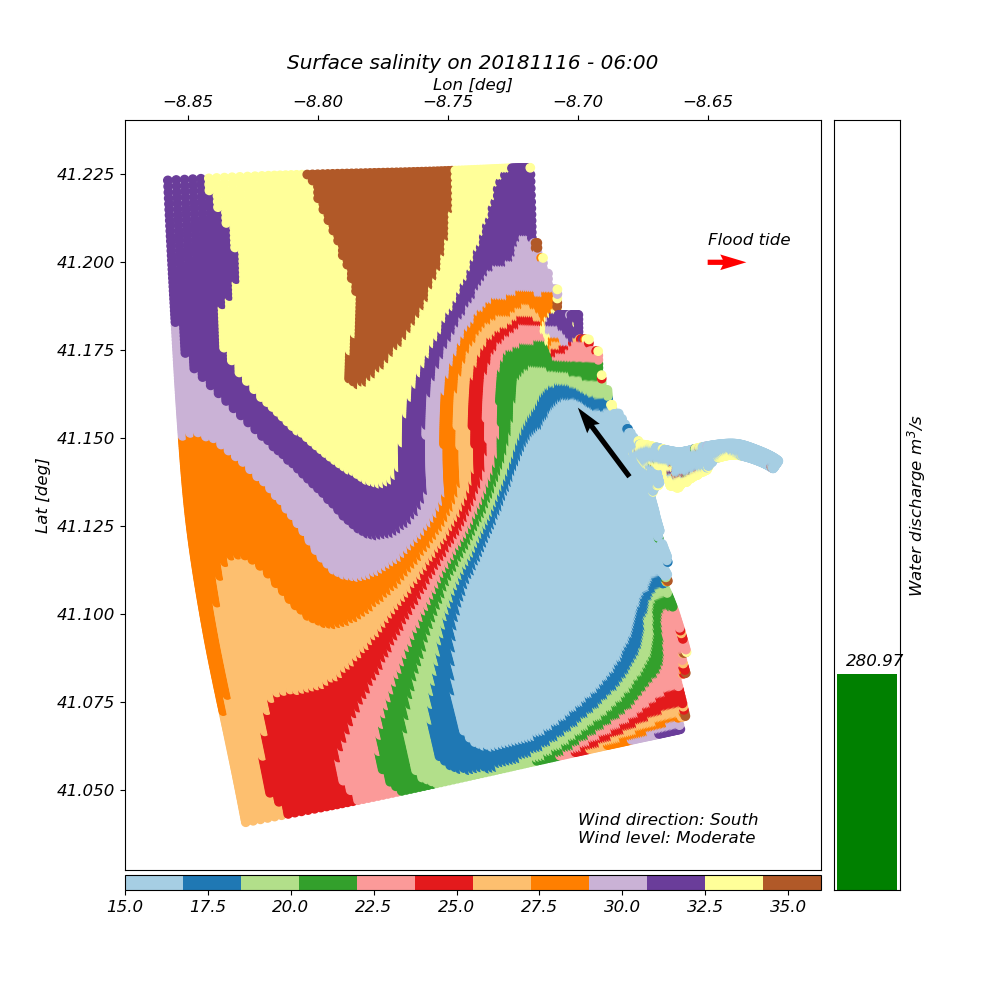 Surface salinity on 20181116 - 06:00
Lon [deg]
−8.85 −8.80 −8.75 −8.70 −8.65
41.225
41.200
41.175
41.150
41.125
41.100
41.075
41.050
Lat [deg]
Flood tide
Wind direction: South
Wind level: Moderate
280.97
Water discharge m³/s
15.0 17.5 20.0 22.5 25.0 27.5 30.0 32.5 35.0